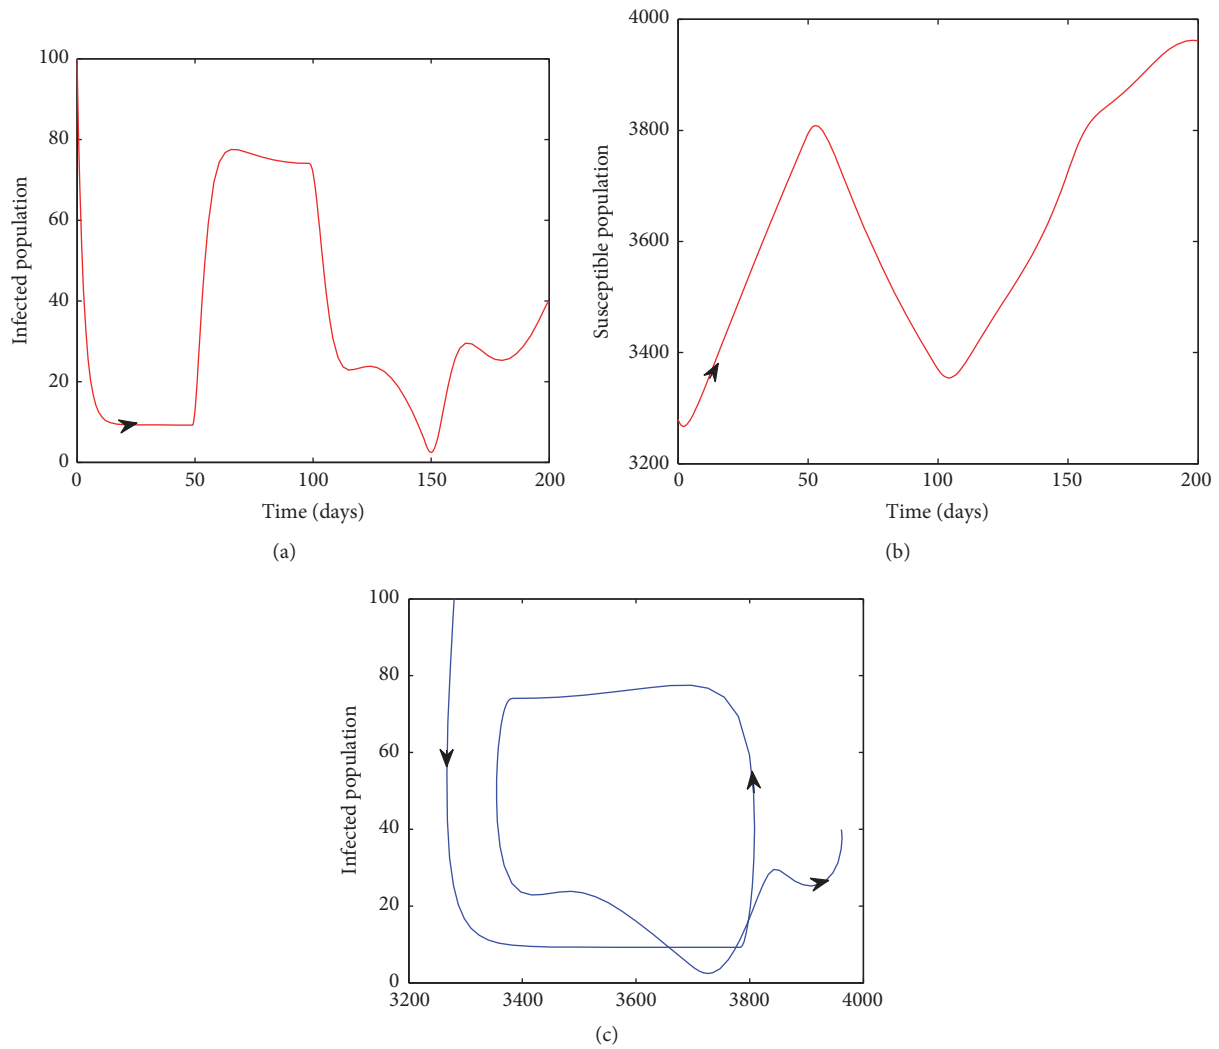 100
80
60
40
20
0
Infected population
0 50 100 150 200
Time (days)
(a)
4000
3800
3600
3400
3200
Susceptible population
0 50 100 150 200
Time (days)
(b)
100
80
60
40
20
0
Infected population
3200 3400 3600 3800 4000
(c)